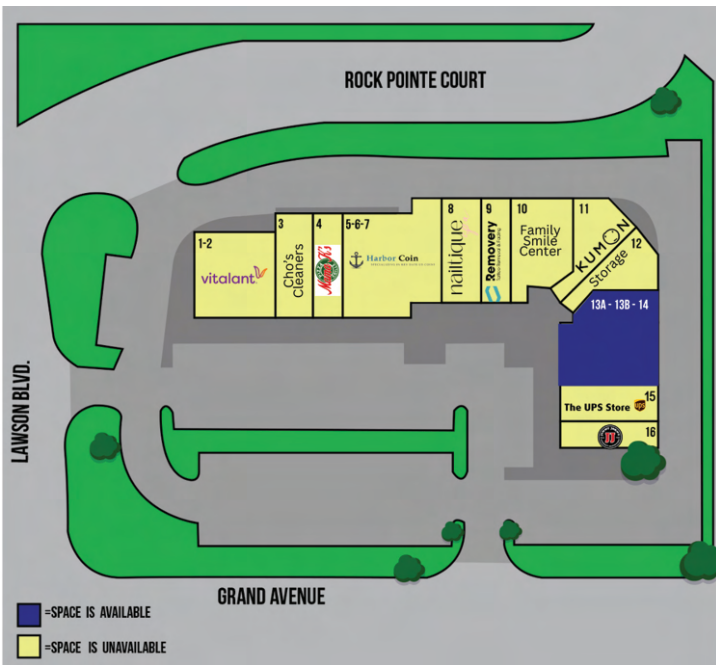 ROCK POINTE COURT
1-2
vitalant
3
Cho's
Cleaners
4
5-6-7
Harbor Coin
8
nailtique
9
Removery
10
Family
Smile
Center
11
KUMON
12
Storage
13A - 13B - 14
15
The UPS Store
ups
16
JJ
LAWSON BLVD.
GRAND AVENUE
=SPACE IS AVAILABLE
=SPACE IS UNAVAILABLE